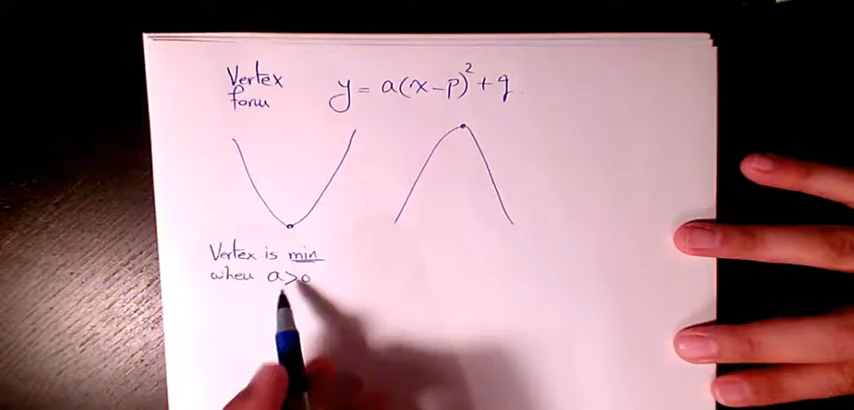 Vertex
form
y = a(x-p)² + q
Vertex is min
when a>0